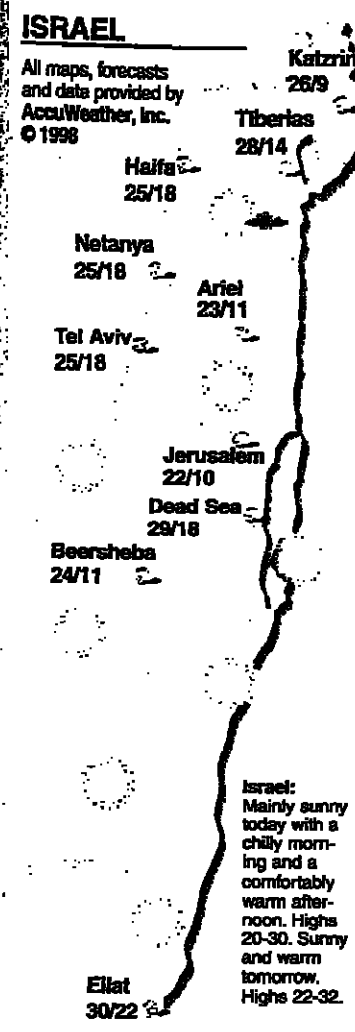 ISRAEL
All maps, forecasts
and data provided by
AccuWeather, Inc.
© 1998
Katzrin
26/9
Tiberias
28/14
Haifa
25/18
Netanya
25/18
Ariel
23/11
Tel Aviv
25/18
Jerusalem
22/10
Dead Sea
29/18
Beersheba
24/11
Israel:
Mainly sunny
today with a
chilly morn-
ing and a
comfortably
warm after-
noon. Highs
20-30. Sunny
and warm
tomorrow.
Highs 22-32.
Eilat
30/22